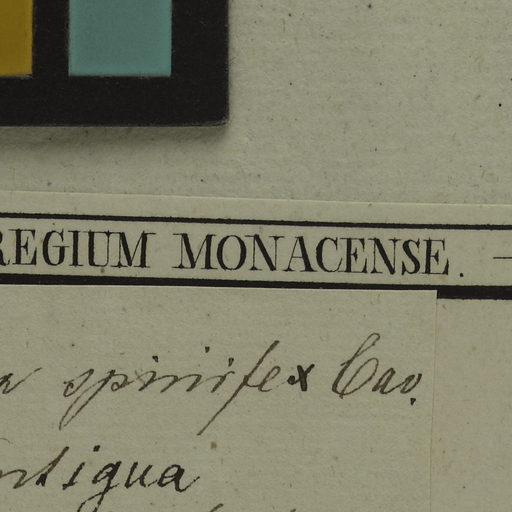 REGIUM MONACENSE. —
a spinifex Cav.
ntigua